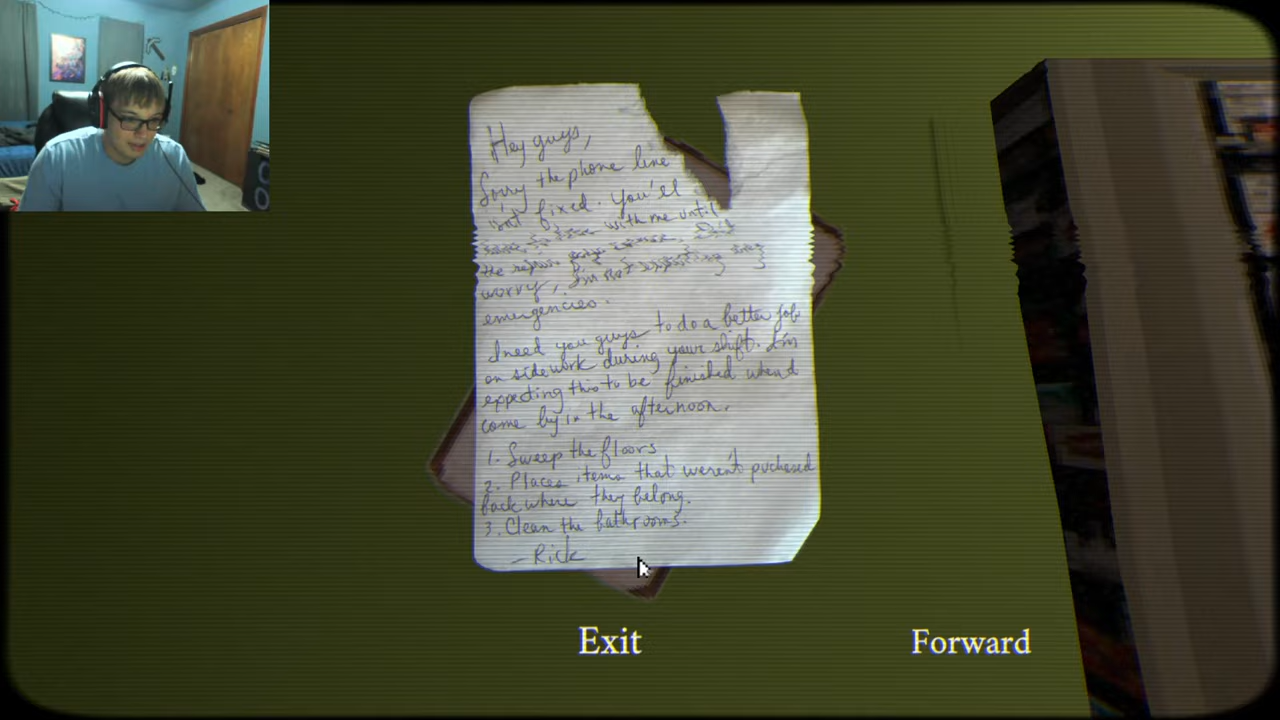 Hey guys,
Sorry the phone line
isn't fixed. You'll
with me until
the
worry, I'm not
emergencies.
I need you guys to do a better job
on sidework during your shift. I'm
expecting this to be finished when I
come by in the afternoon.
1. Sweep the floors
2. Places items that weren't puchased
back where they belong.
3. Clean the bathrooms.
-Rick
Exit
Forward